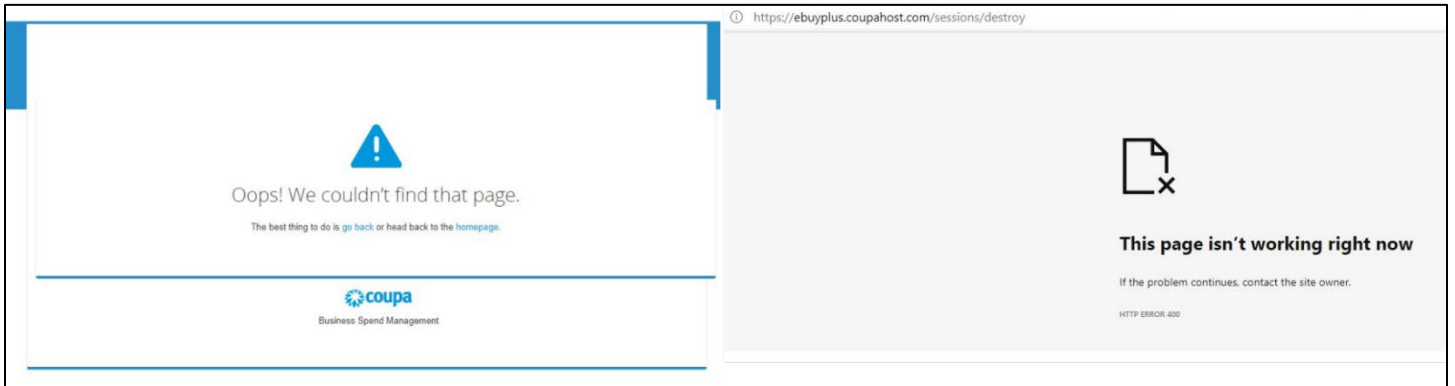 Oops! We couldn't find that page.
The best thing to do is go back or head back to the homepage.
coupa
Business Spend Management
https://ebuyplus.coupahost.com/sessions/destroy
This page isn't working right now
If the problem continues, contact the site owner.
HTTP ERROR 400